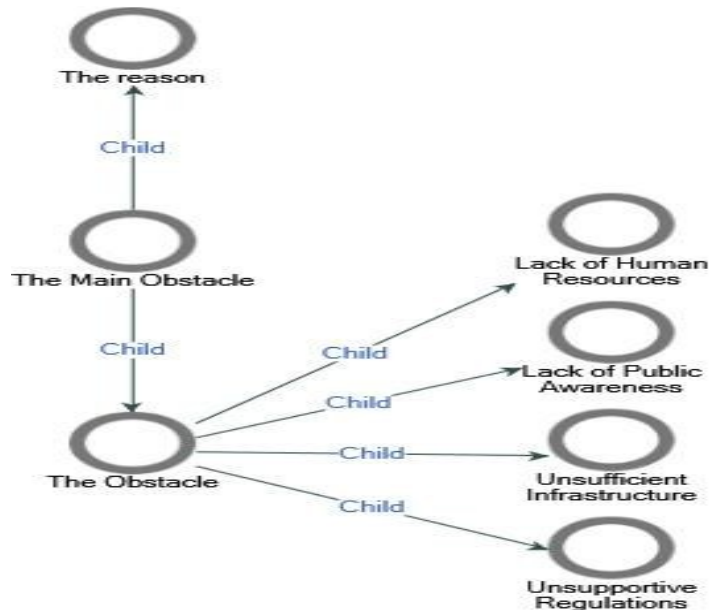 The reason
Child
The Main Obstacle
Child
The Obstacle
Child
Lack of Human
Resources
Child
Lack of Public
Awareness
Child
Unsufficient
Infrastructure
Child
Unsupportive
Regulations